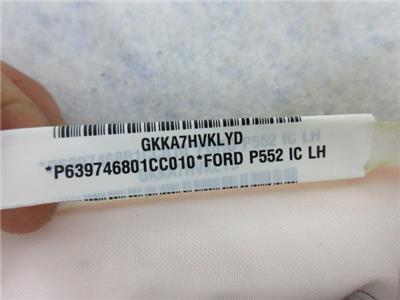 GKKA7HVKLYD
*P639746801CC010*FORD P552 IC LH